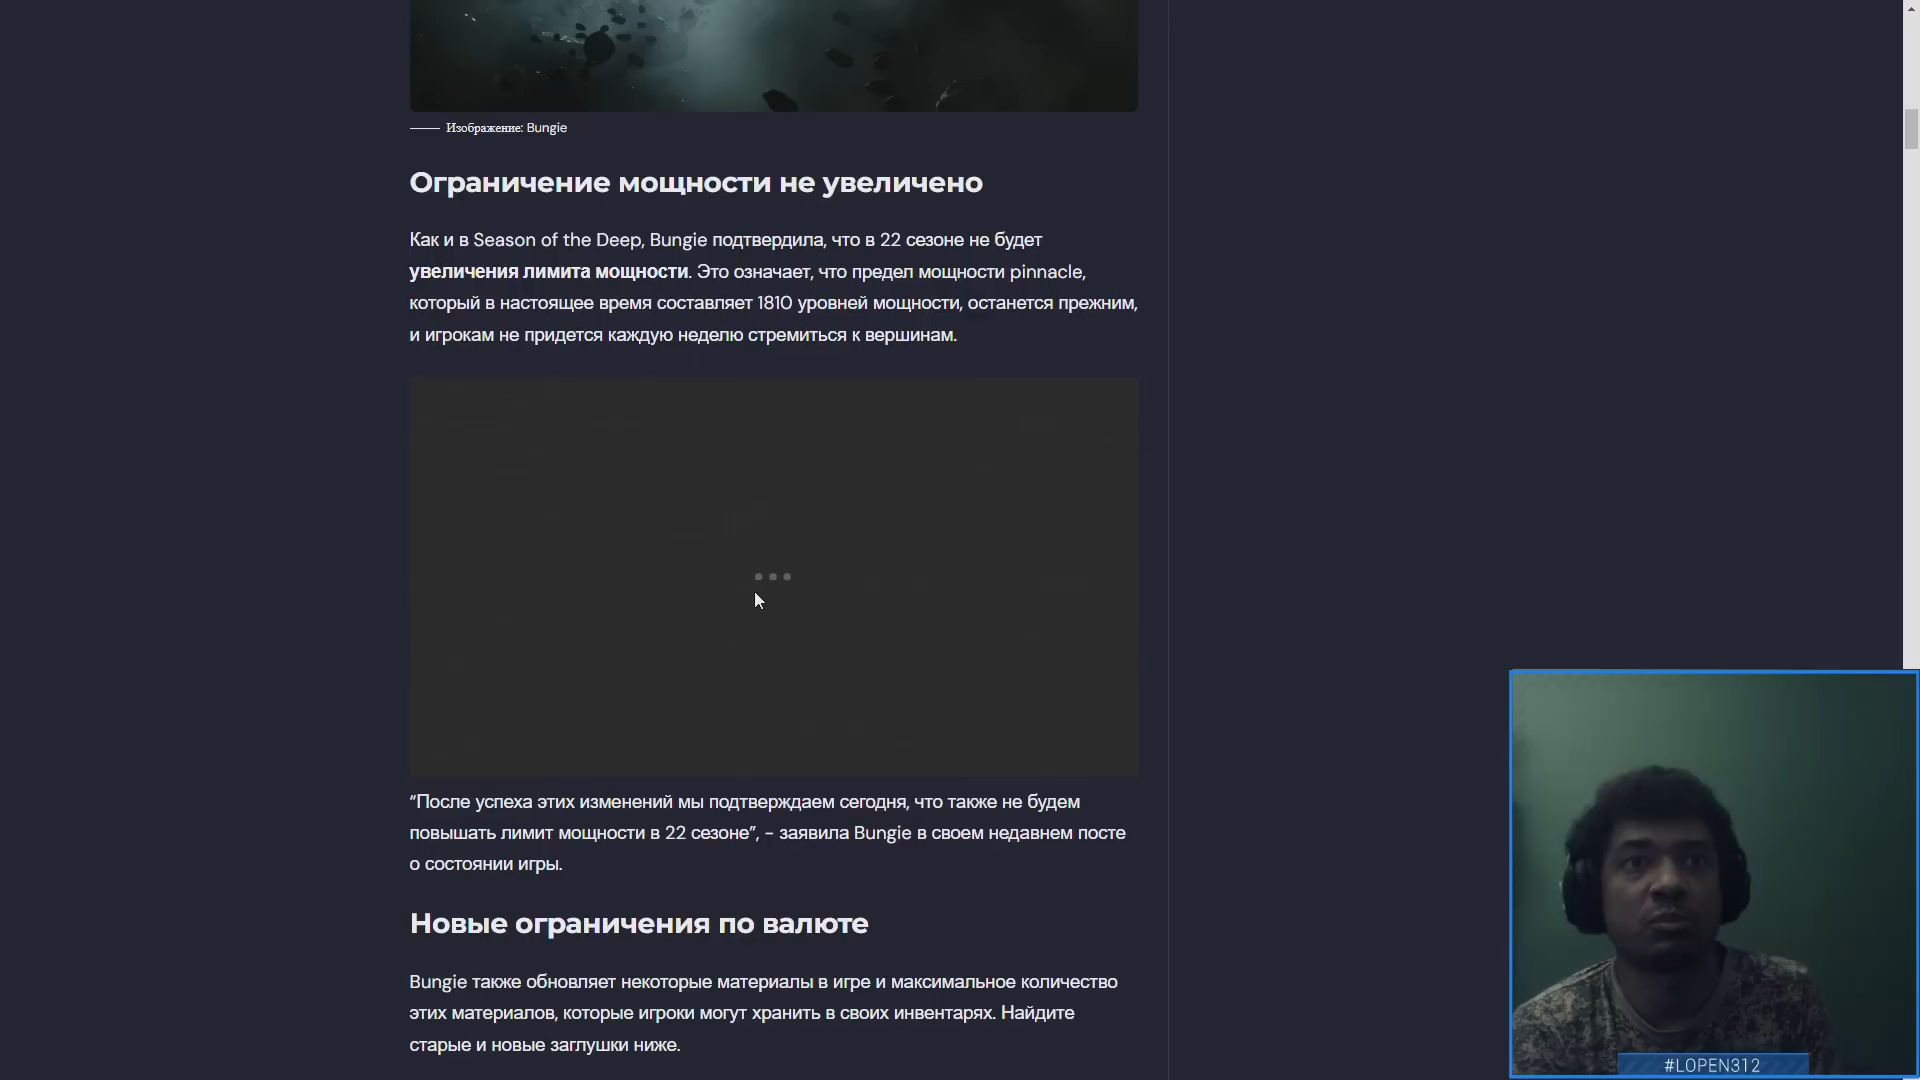 Изображение: Bungie
Ограничение мощности не увеличено
Как и в Season of the Deep, Bungie подтвердила, что в 22 сезоне не будет
увеличения лимита мощности. Это означает, что предел мощности pinnacle,
который в настоящее время составляет 1810 уровней мощности, останется прежним,
и игрокам не придется каждую неделю стремиться к вершинам.
“После успеха этих изменений мы подтверждаем сегодня, что также не будем
повышать лимит мощности в 22 сезоне”, - заявила Bungie в своем недавнем посте
о состоянии игры.
Новые ограничения по валюте
Bungie также обновляет некоторые материалы в игре и максимальное количество
этих материалов, которые игроки могут хранить в своих инвентарях. Найдите
старые и новые заглушки ниже.
#LOPEN312